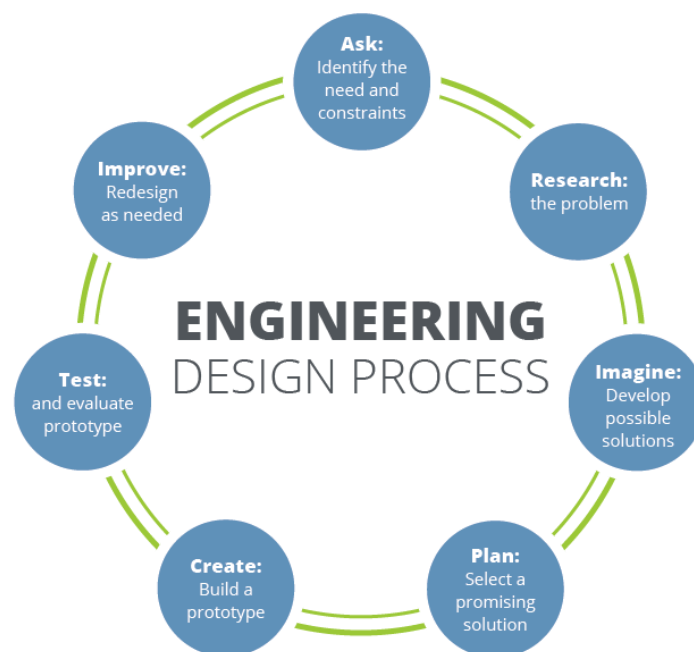 Ask:
Identify the
need and
constraints
Research:
the problem
Imagine:
Develop
possible
solutions
Plan:
Select a
promising
solution
Create:
Build a
prototype
Test:
and evaluate
prototype
Improve:
Redesign
as needed
ENGINEERING
DESIGN PROCESS